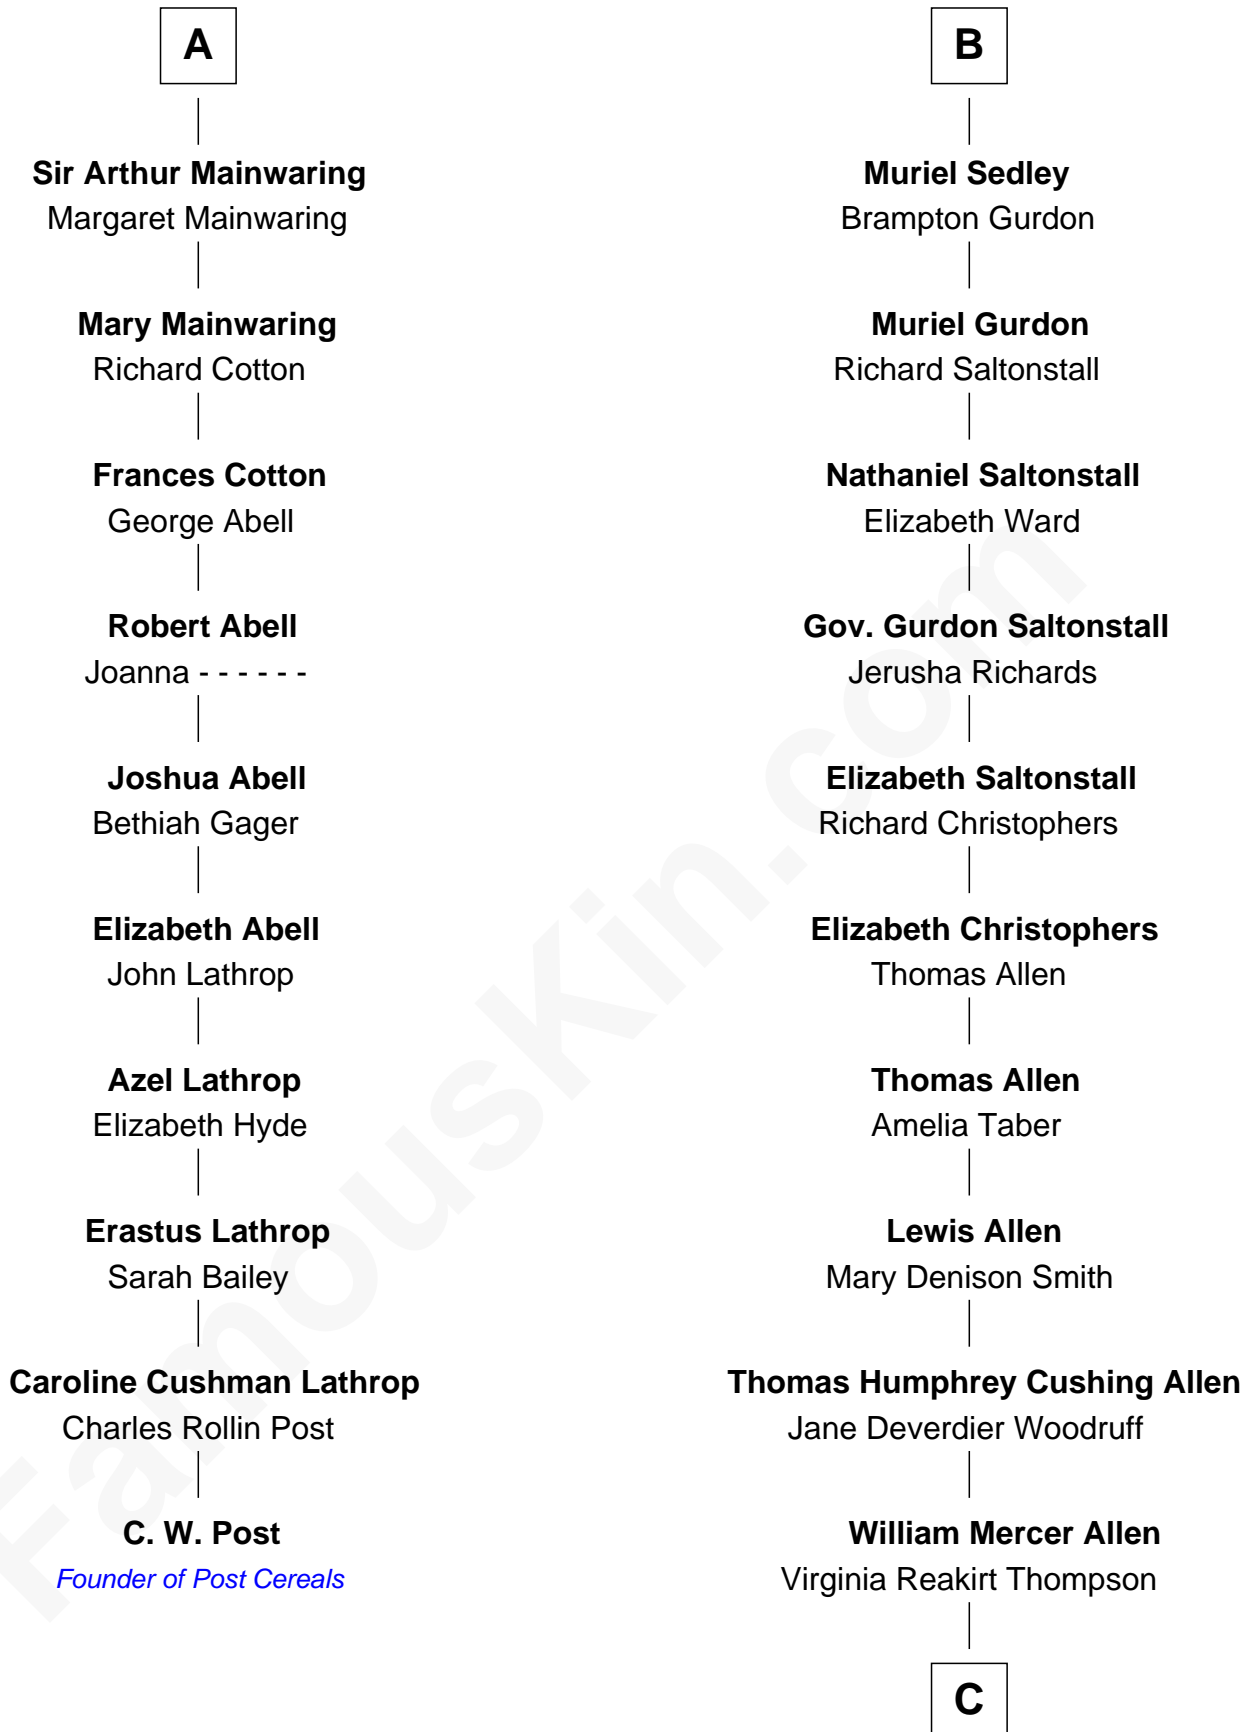 A
Sir Arthur Mainwaring
Margaret Mainwaring
Mary Mainwaring
Richard Cotton
Frances Cotton
George Abell
Robert Abell
Joanna - - - - - -
Joshua Abell
Bethiah Gager
Elizabeth Abell
John Lathrop
Azel Lathrop
Elizabeth Hyde
Erastus Lathrop
Sarah Bailey
Caroline Cushman Lathrop
Charles Rollin Post
C. W. Post
Founder of Post Cereals
B
Muriel Sedley
Brampton Gurdon
Muriel Gurdon
Richard Saltonstall
Nathaniel Saltonstall
Elizabeth Ward
Gov. Gurdon Saltonstall
Jerusha Richards
Elizabeth Saltonstall
Richard Christophers
Elizabeth Christophers
Thomas Allen
Thomas Allen
Amelia Taber
Lewis Allen
Mary Denison Smith
Thomas Humphrey Cushing Allen
Jane Deverdier Woodruff
William Mercer Allen
Virginia Reakirt Thompson
C
FamousKin.com